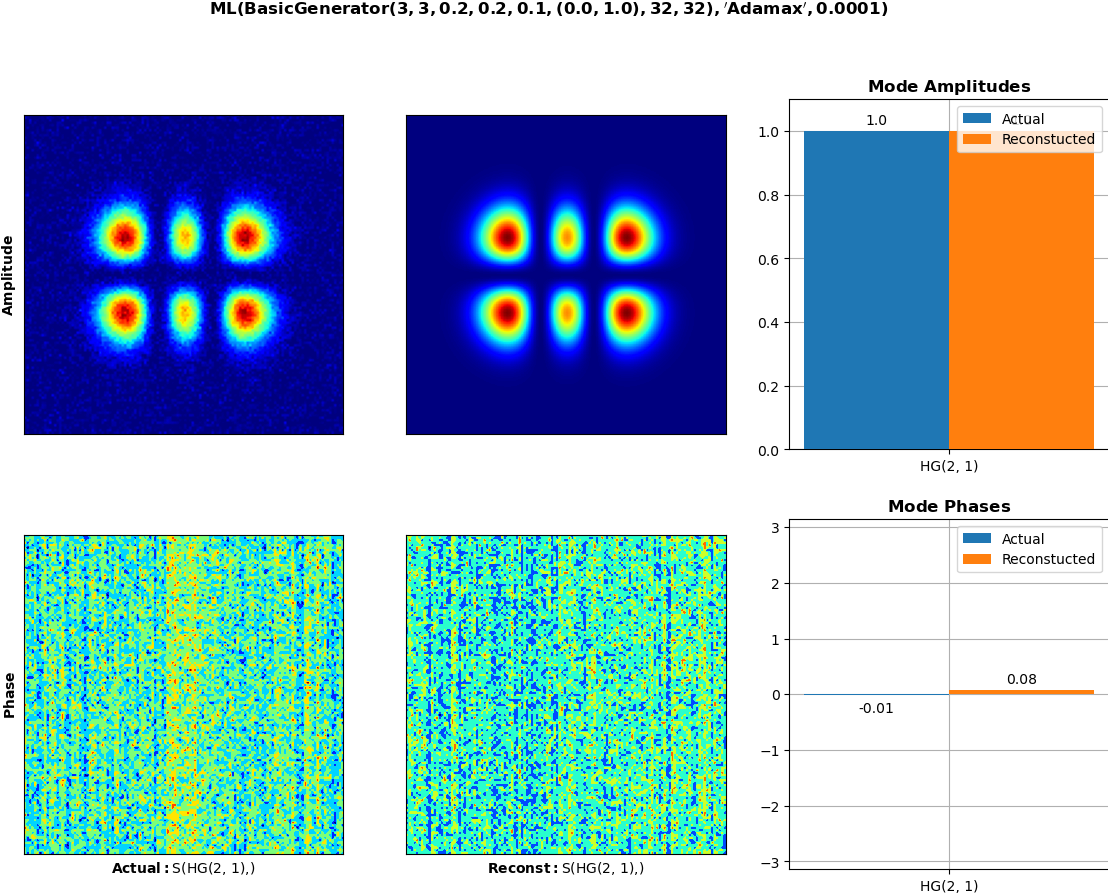 ML(BasicGenerator(3, 3, 0.2, 0.2, 0.1, (0.0, 1.0), 32, 32), ′Adamax′, 0.0001)
Amplitude
Mode Amplitudes
1.0
Actual
Reconstucted
1.0
0.8
0.6
0.4
0.2
0.0
HG(2, 1)
Phase
Actual: S(HG(2, 1),)
Reconst: S(HG(2, 1),)
Mode Phases
Actual
Reconstucted
3
2
1
0
−1
−2
−3
0.08
-0.01
HG(2, 1)